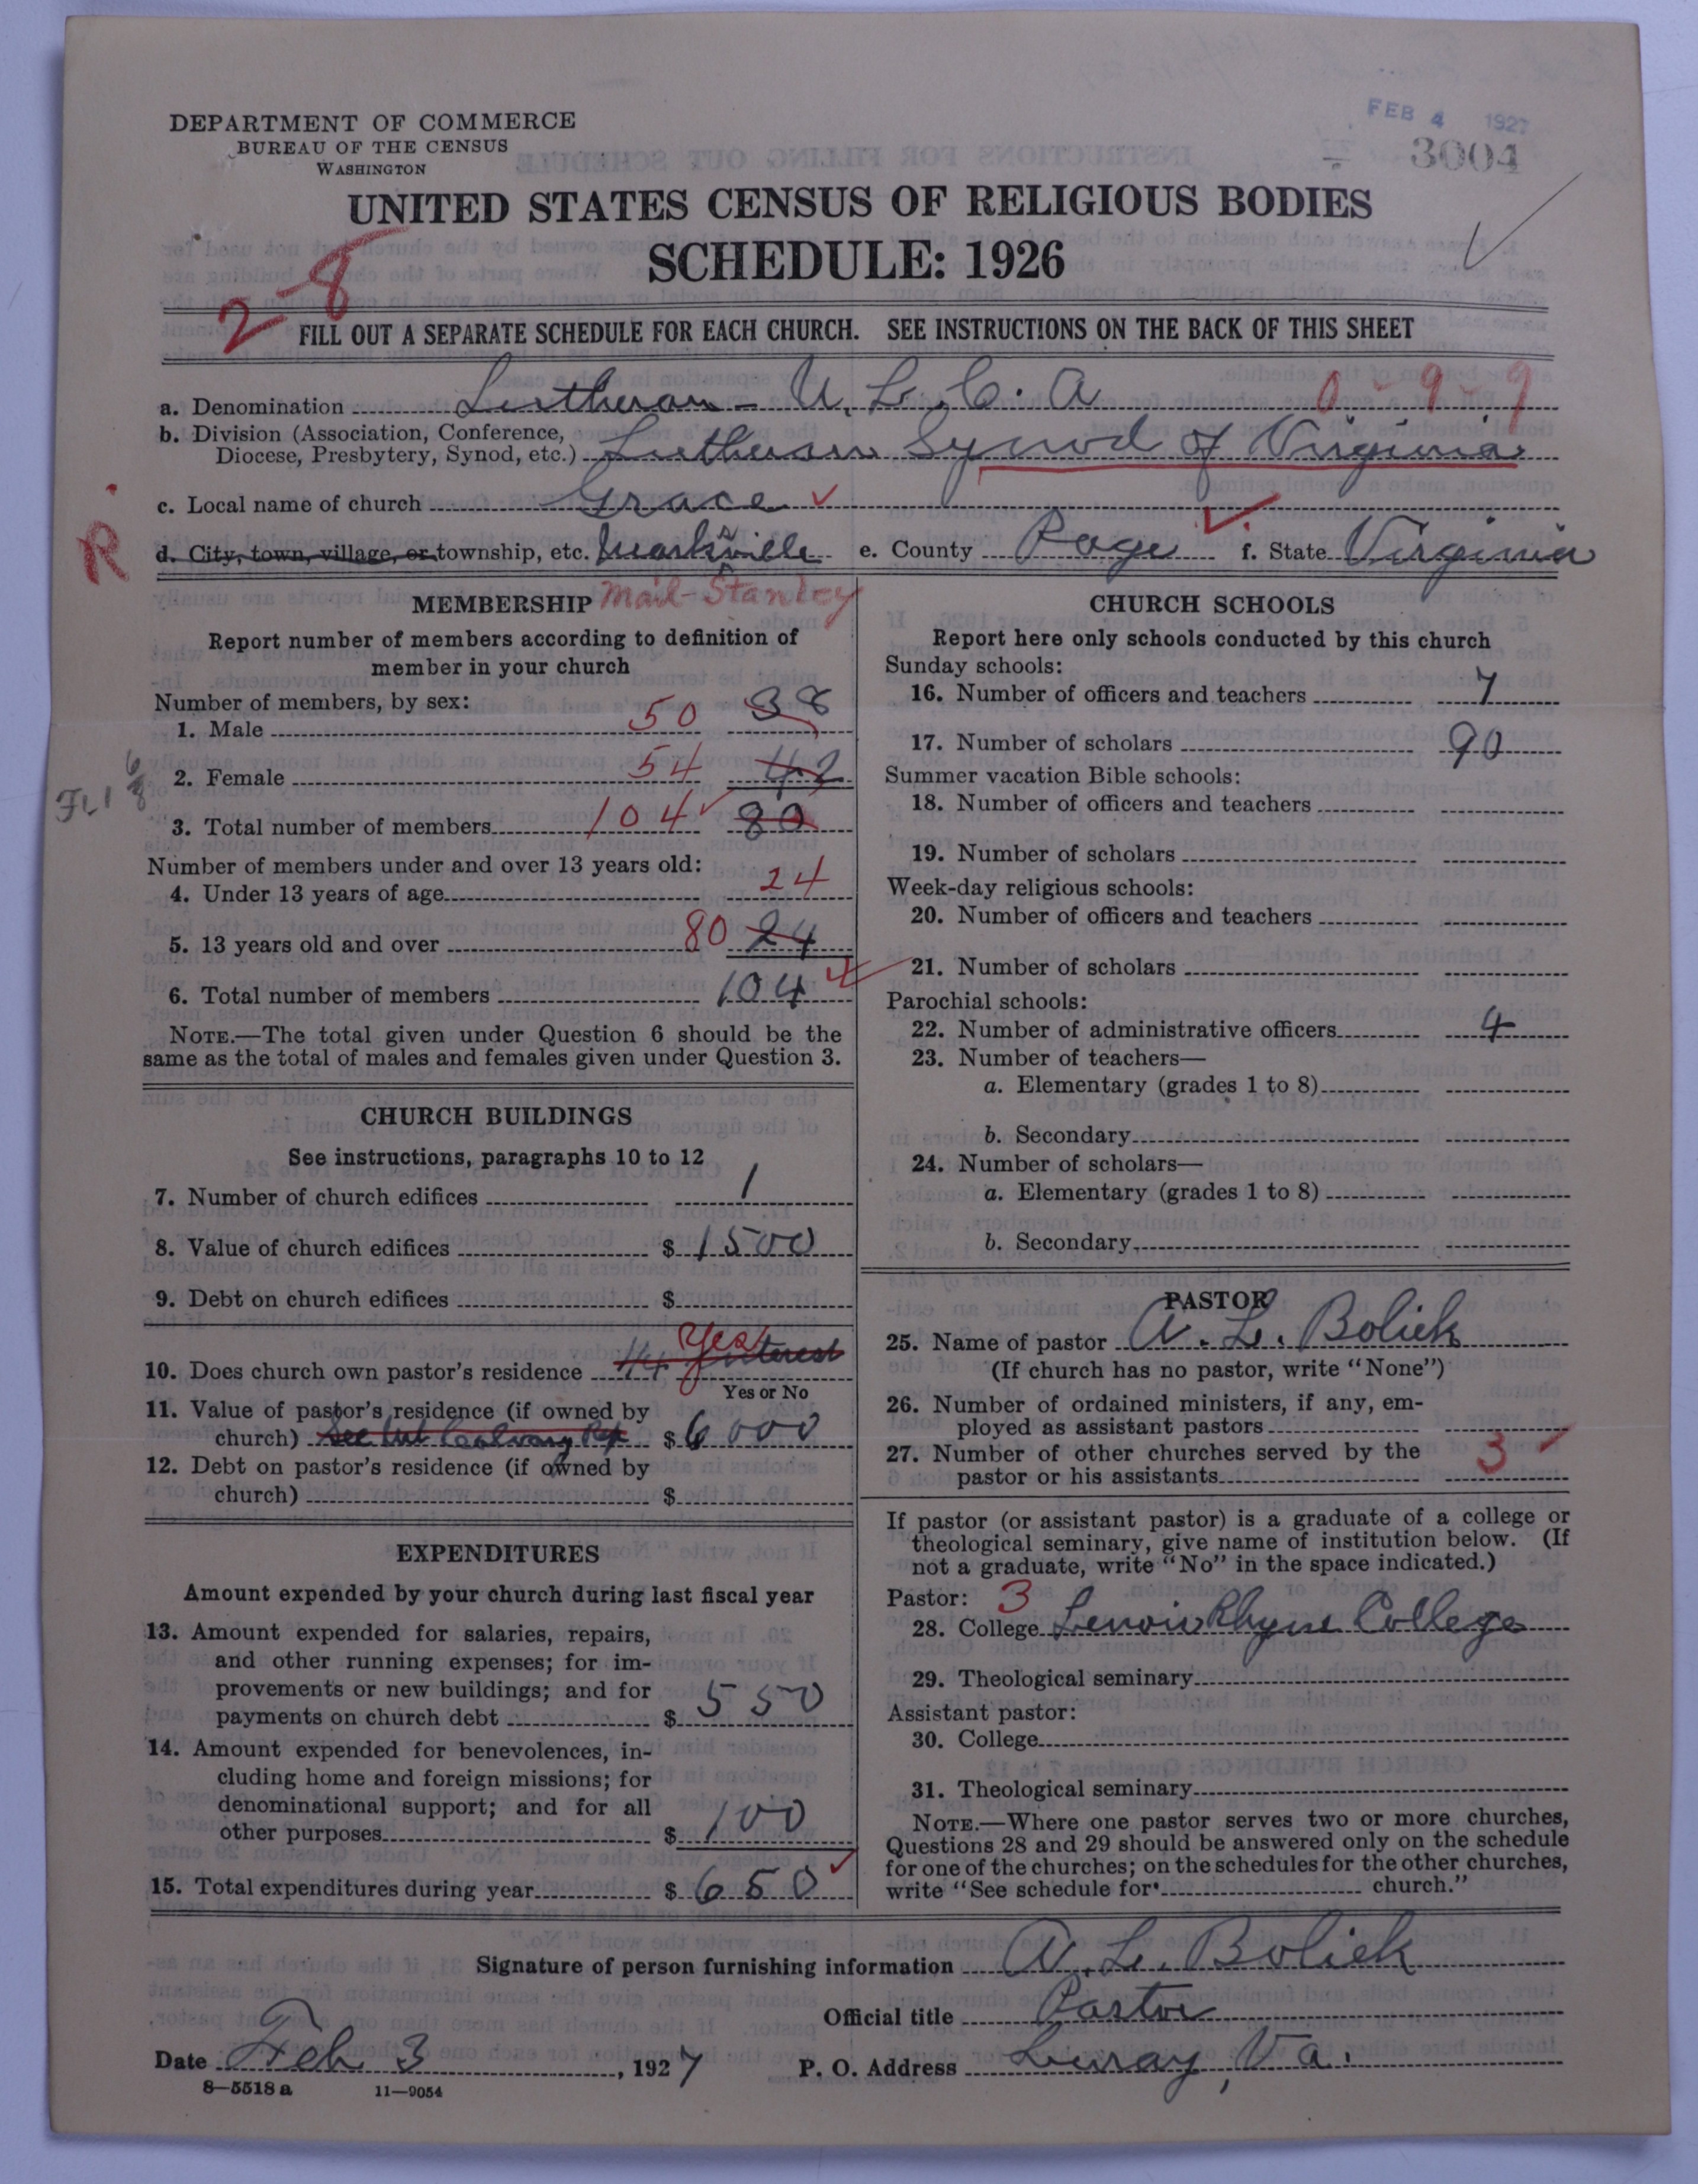 FEB 4 1927
3004
DEPARTMENT OF COMMERCE
BUREAU OF THE CENSUS
WASHINGTON
UNITED STATES CENSUS OF RELIGIOUS BODIES
SCHEDULE: 1926
2-8
FILL OUT A SEPARATE SCHEDULE FOR EACH CHURCH. SEE INSTRUCTIONS ON THE BACK OF THIS SHEET
a. Denomination Lutheran - U. L. C. A 0-9-9
b. Division (Association, Conference, Diocese, Presbytery, Synod, etc.) Lutheran Synod of Virginia
c. Local name of church Grace
R
d. City, town, village, or township, etc. Marksville e. County Page f. State Virginia
MEMBERSHIP Mail-Stanley
Report number of members according to definition of
member in your church
Number of members, by sex:
1. Male 50 38
2. Female 54 42
3. Total number of members 104 80
Number of members under and over 13 years old:
4. Under 13 years of age 24
5. 13 years old and over 80 24
6. Total number of members 104
NOTE.—The total given under Question 6 should be the
same as the total of males and females given under Question 3.
CHURCH BUILDINGS
See instructions, paragraphs 10 to 12
7. Number of church edifices 1
8. Value of church edifices $ 1500
9. Debt on church edifices $
10. Does church own pastor's residence 1/4 Interest Yes
Yes or No
11. Value of pastor's residence (if owned by
church) See Mt Calvary Rep $ 6000
12. Debt on pastor's residence (if owned by
church) $
EXPENDITURES
Amount expended by your church during last fiscal year
13. Amount expended for salaries, repairs,
and other running expenses; for im-
provements or new buildings; and for
payments on church debt $ 550
14. Amount expended for benevolences, in-
cluding home and foreign missions; for
denominational support; and for all
other purposes $ 100
15. Total expenditures during year $ 650
CHURCH SCHOOLS
Report here only schools conducted by this church
Sunday schools:
16. Number of officers and teachers 7
17. Number of scholars 90
Summer vacation Bible schools:
18. Number of officers and teachers
19. Number of scholars
Week-day religious schools:
20. Number of officers and teachers
21. Number of scholars
Parochial schools:
22. Number of administrative officers 4
23. Number of teachers—
a. Elementary (grades 1 to 8)
b. Secondary
24. Number of scholars—
a. Elementary (grades 1 to 8)
b. Secondary
PASTOR
25. Name of pastor A. L. Boliek
(If church has no pastor, write "None")
26. Number of ordained ministers, if any, em-
ployed as assistant pastors
27. Number of other churches served by the
pastor or his assistants 3
If pastor (or assistant pastor) is a graduate of a college or
theological seminary, give name of institution below. (If
not a graduate, write "No" in the space indicated.)
Pastor: 3
28. College Lenoir Rhyne College
29. Theological seminary
Assistant pastor:
30. College
31. Theological seminary
NOTE.—Where one pastor serves two or more churches,
Questions 28 and 29 should be answered only on the schedule
for one of the churches; on the schedules for the other churches,
write "See schedule for church."
Signature of person furnishing information A. L. Boliek
Official title Pastor
Date Feb 3, 1927 P. O. Address Luray, Va.
8—5518 a 11—9054